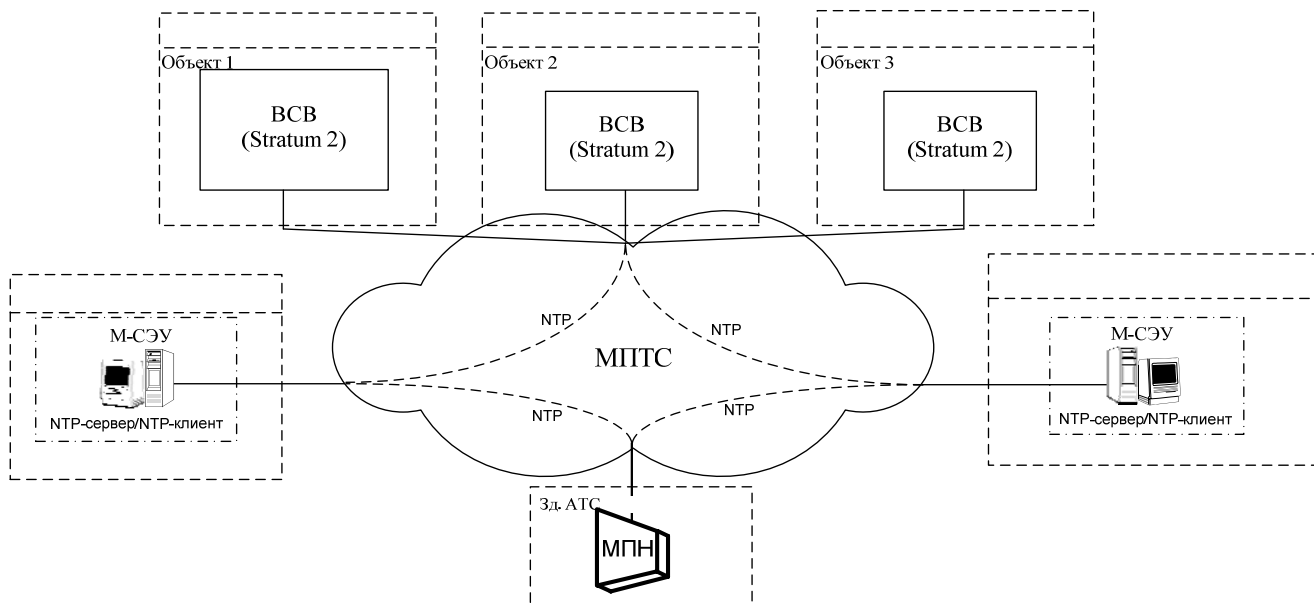 Объект 1
ВСВ
(Stratum 2)
Объект 2
ВСВ
(Stratum 2)
Объект 3
ВСВ
(Stratum 2)
М-СЭУ
NTP-сервер/NTP-клиент
NTP
NTP
МПТС
NTP
NTP
М-СЭУ
NTP-сервер/NTP-клиент
Зд. АТС
МПН